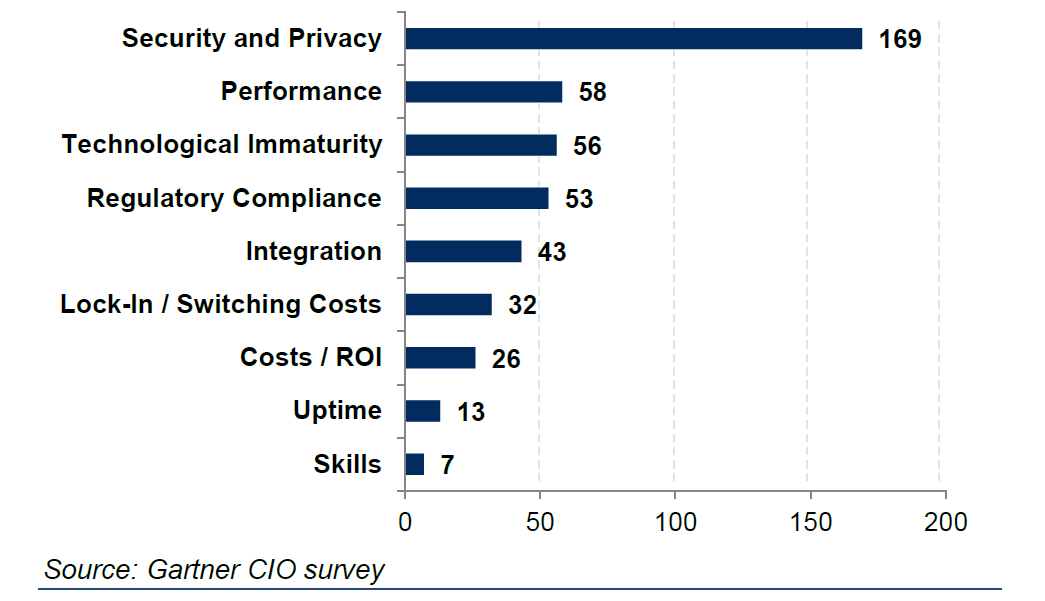 Security and Privacy 169
Performance 58
Technological Immaturity 56
Regulatory Compliance 53
Integration 43
Lock-In / Switching Costs 32
Costs / ROI 26
Uptime 13
Skills 7
0 50 100 150 200
Source: Gartner CIO survey